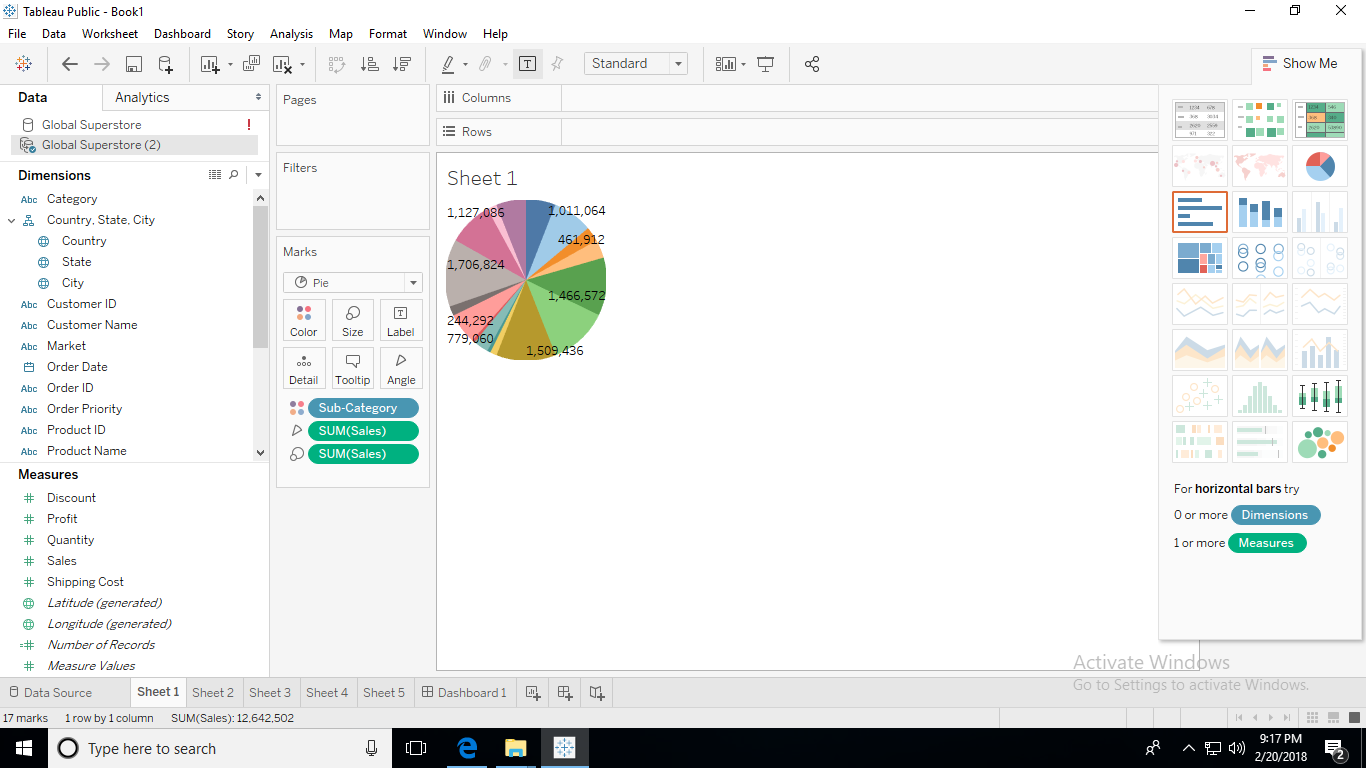 Tableau Public - Book1
File Data Worksheet Dashboard Story Analysis Map Format Window Help
Standard
Show Me
Data Analytics
Global Superstore !
Global Superstore (2)
Dimensions
Abc Category
Country, State, City
Country
State
City
Abc Customer ID
Abc Customer Name
Abc Market
Order Date
Abc Order ID
Abc Order Priority
Abc Product ID
Abc Product Name
Measures
# Discount
# Profit
# Quantity
# Sales
# Shipping Cost
Latitude (generated)
Longitude (generated)
=# Number of Records
# Measure Values
Pages
Filters
Marks
Pie
Color Size Label
Detail Tooltip Angle
Sub-Category
SUM(Sales)
SUM(Sales)
Columns
Rows
Sheet 1
1,127,086
1,011,064
461,912
1,706,824
1,466,572
244,292
779,060
1,509,436
For horizontal bars try
0 or more Dimensions
1 or more Measures
Activate Windows
Go to Settings to activate Windows.
Data Source Sheet 1 Sheet 2 Sheet 3 Sheet 4 Sheet 5 Dashboard 1
17 marks 1 row by 1 column SUM(Sales): 12,642,502
Type here to search
9:17 PM
2/20/2018
2